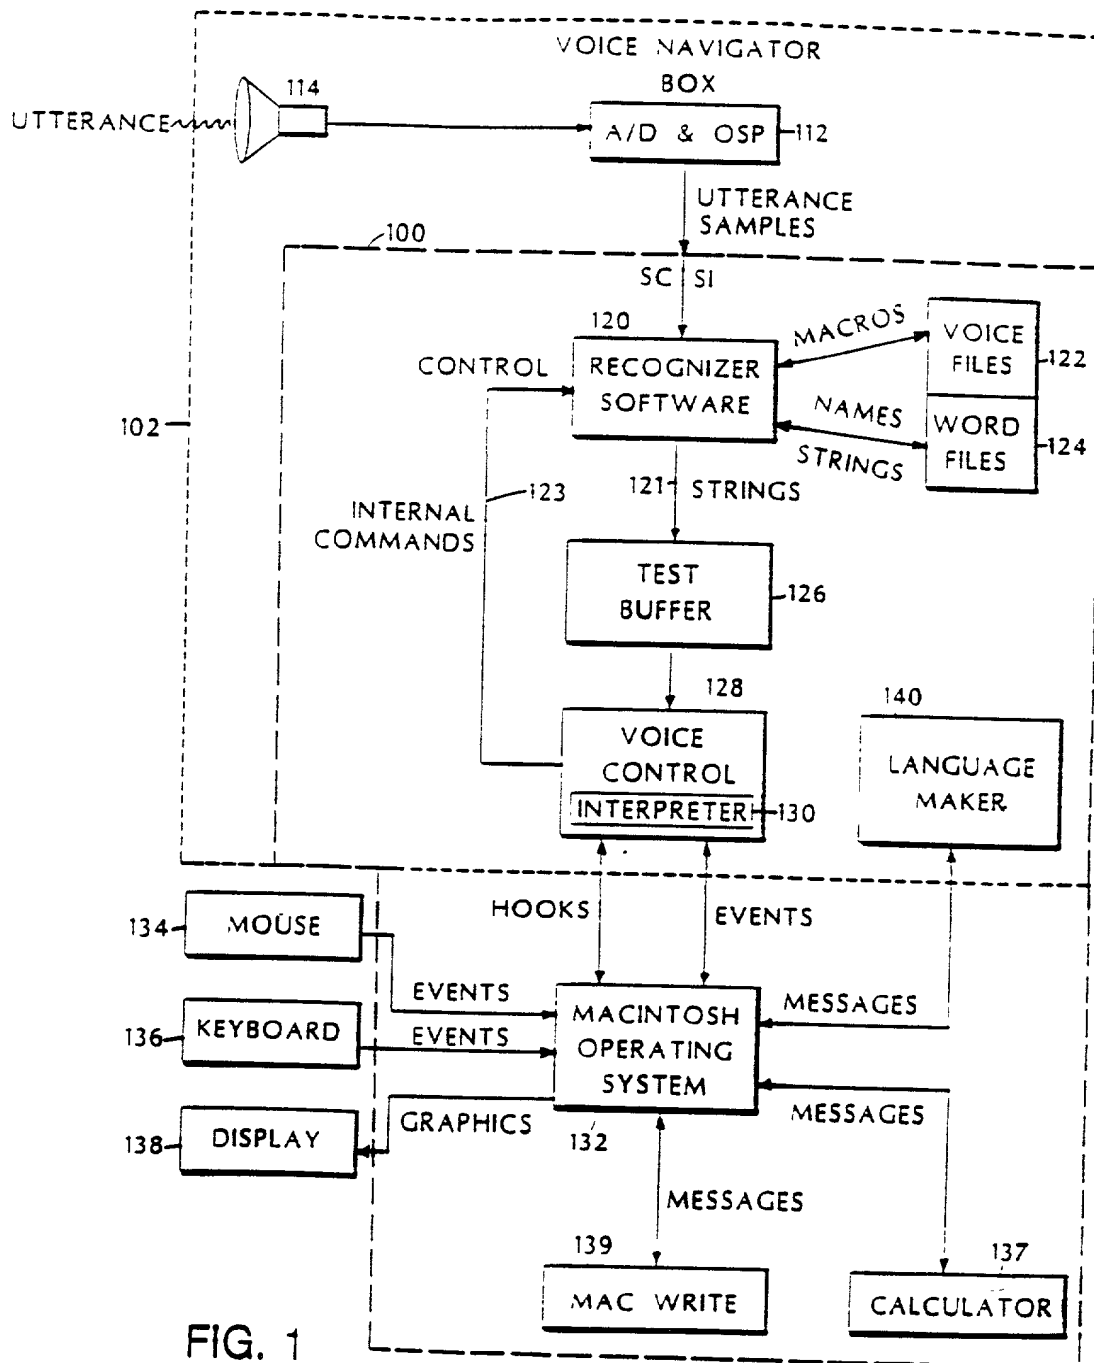 VOICE NAVIGATOR
BOX
114
UTTERANCE
A/D & OSP
112
UTTERANCE
SAMPLES
100
SC SI
120
MACROS
VOICE
FILES
122
CONTROL
RECOGNIZER
SOFTWARE
102
NAMES
STRINGS
WORD
FILES
124
123
121
STRINGS
INTERNAL
COMMANDS
TEST
BUFFER
126
128
140
VOICE
CONTROL
INTERPRETER
130
LANGUAGE
MAKER
134
MOUSE
HOOKS
EVENTS
EVENTS
MESSAGES
136
KEYBOARD
EVENTS
MACINTOSH
OPERATING
SYSTEM
MESSAGES
138
DISPLAY
GRAPHICS
132
MESSAGES
139
137
MAC WRITE
CALCULATOR
FIG. 1